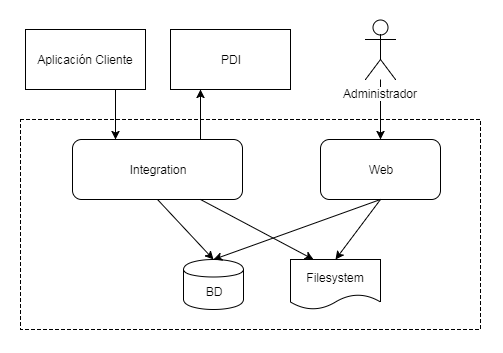 Aplicación Cliente
PDI
Administrador
Integration
Web
BD
Filesystem